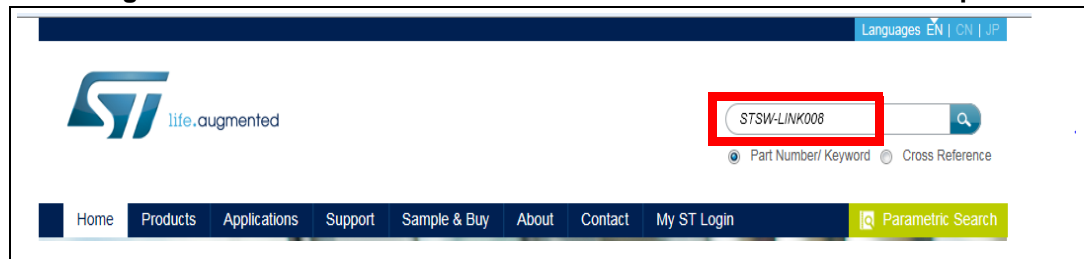 Languages EN | CN | JP
ST life.augmented
STSW-LINK008
Part Number/ Keyword Cross Reference
Home Products Applications Support Sample & Buy About Contact My ST Login Parametric Search